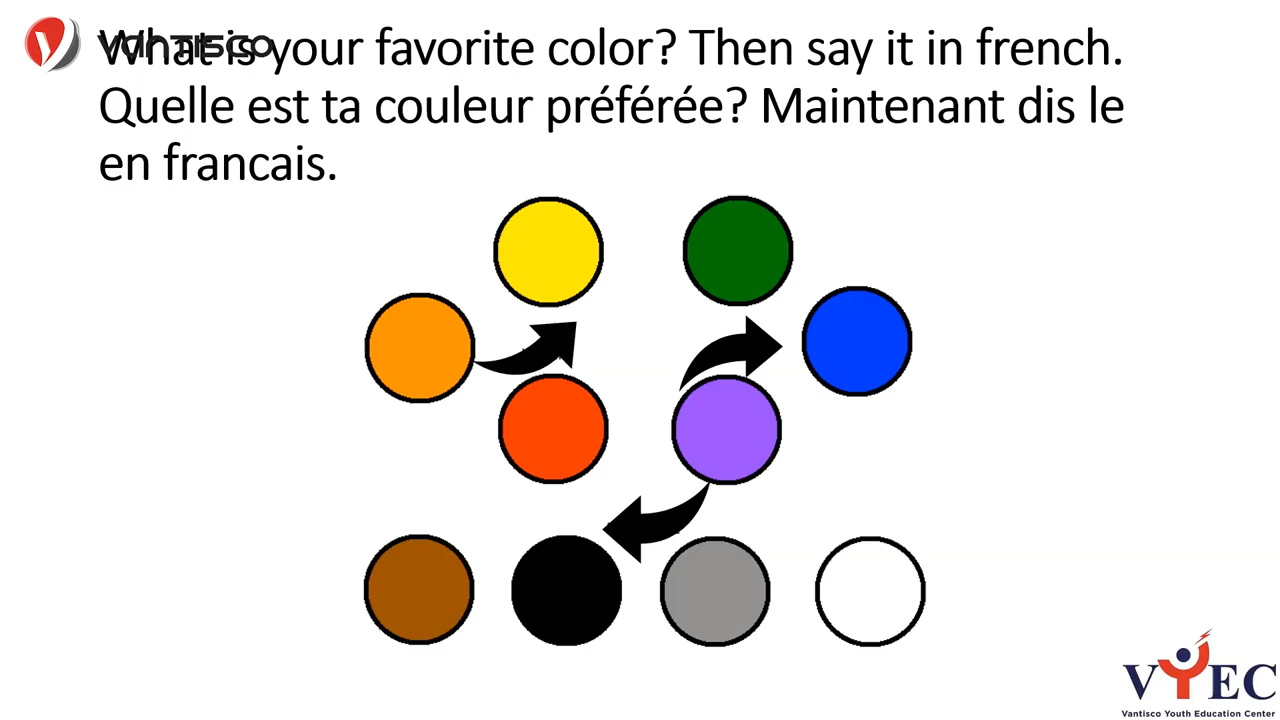 VANTISCO
What is your favorite color? Then say it in french.
Quelle est ta couleur préférée? Maintenant dis le
en francais.
VYEC
Vantisco Youth Education Center